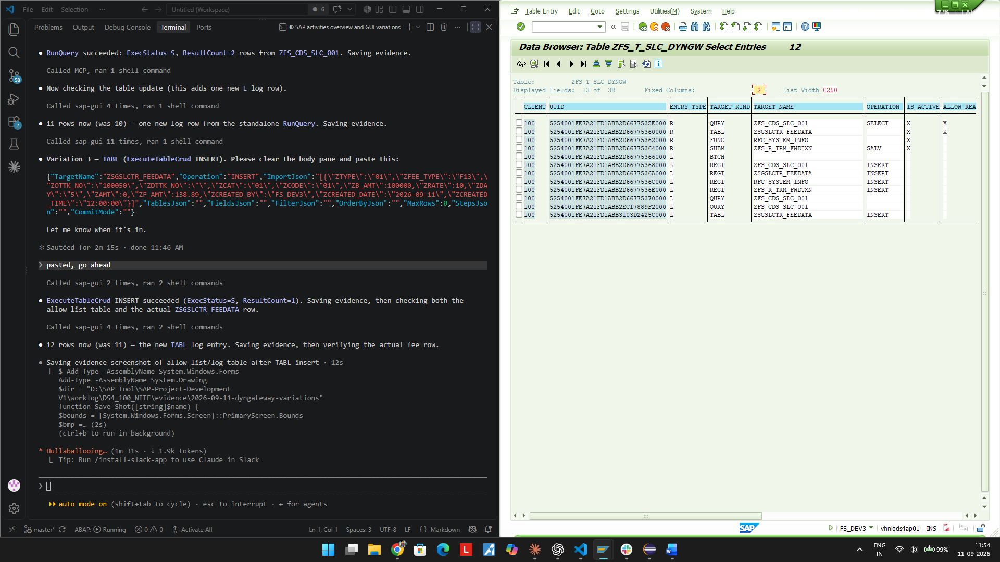 File Edit Selection ··· Untitled (Workspace) 6
Problems Output Debug Console Terminal Ports SAP activities overview and GUI variations
58
2
● RunQuery succeeded: ExecStatus=S, ResultCount=2 rows from ZFS_CDS_SLC_001. Saving evidence.
Called MCP, ran 1 shell command
● Now checking the table update (this adds one new L log row).
Called sap-gui 4 times, ran 1 shell command
● 11 rows now (was 10) — one new log row from the standalone RunQuery. Saving evidence.
Called sap-gui 11 times, ran 1 shell command
● Variation 3 — TABL (ExecuteTableCrud INSERT). Please clear the body pane and paste this:
{"TargetName":"ZSGSLCTR_FEEDATA","Operation":"INSERT","ImportJson":"[{\"ZTYPE\":\"01\",\"ZFEE_TYPE\":\"F13\",\
"ZOTTK_NO\":\"100050\",\"ZDTTK_NO\":\"\",\"ZCAT\":\"01\",\"ZCODE\":\"01\",\"ZB_AMT\":100000,\"ZRATE\":10,\"ZDA
Y\":\"5\",\"ZAMT\":0,\"ZF_AMT\":138.89,\"ZCREATED_BY\":\"FS_DEV3\",\"ZCREATED_DATE\":\"2026-09-11\",\"ZCREATED
_TIME\":\"12:00:00\"}]","TablesJson":"","FieldsJson":"","FilterJson":"","OrderByJson":"","MaxRows":0,"StepsJso
n":"","CommitMode":""}
Let me know when it's in.
✻ Sautéed for 2m 15s · done 11:46 AM
❯ pasted, go ahead
Called sap-gui 2 times, ran 2 shell commands
● ExecuteTableCrud INSERT succeeded (ExecStatus=S, ResultCount=1). Saving evidence, then checking both the
allow-list table and the actual ZSGSLCTR_FEEDATA row.
Called sap-gui 4 times, ran 2 shell commands
● 12 rows now (was 11) — the new TABL log entry. Saving evidence, then verifying the actual fee row.
● Saving evidence screenshot of allow-list/log table after TABL insert · 12s
$ Add-Type -AssemblyName System.Windows.Forms
Add-Type -AssemblyName System.Drawing
$dir = "D:\SAP Tool\SAP-Project-Development
V1\worklog\DS4_100_NIIF\evidence\2026-09-11-dyngateway-variations"
function Save-Shot([string]$name) {
$bounds = [System.Windows.Forms.Screen]::PrimaryScreen.Bounds
$bmp =… (2s)
(ctrl+b to run in background)
* Hullaballooing… (1m 31s · ↓ 1.9k tokens)
Tip: Run /install-slack-app to use Claude in Slack
❯
auto mode on (shift+tab to cycle) · esc to interrupt · ← for agents
master* ABAP: Running 0 0 Activate All Ln 1, Col 1 Spaces: 3 UTF-8 LF { } Markdown
Table Entry Edit Goto Settings Utilities(M) System Help
Data Browser: Table ZFS_T_SLC_DYNGW Select Entries 12
Table: ZFS_T_SLC_DYNGW
Displayed Fields: 13 of 38 Fixed Columns: 2 List Width 0250
CLIENT UUID ENTRY_TYPE TARGET_KIND TARGET_NAME OPERATION IS_ACTIVE ALLOW_REA
100 5254001FE7A21FD1ABB2D6677535E000 R QURY ZFS_CDS_SLC_001 SELECT X X
100 5254001FE7A21FD1ABB2D66775360000 R TABL ZSGSLCTR_FEEDATA X X
100 5254001FE7A21FD1ABB2D66775362000 R FUNC RFC_SYSTEM_INFO X
100 5254001FE7A21FD1ABB2D66775364000 R SUBM ZFS_R_TRM_FWDTXN SALV X
100 5254001FE7A21FD1ABB2D66775366000 L BTCH
100 5254001FE7A21FD1ABB2D66775368000 L REGI ZFS_CDS_SLC_001 INSERT
100 5254001FE7A21FD1ABB2D6677536A000 L REGI ZSGSLCTR_FEEDATA INSERT
100 5254001FE7A21FD1ABB2D6677536C000 L REGI RFC_SYSTEM_INFO INSERT
100 5254001FE7A21FD1ABB2D6677536E000 L REGI ZFS_R_TRM_FWDTXN INSERT
100 5254001FE7A21FD1ABB2D66775370000 L QURY ZFS_CDS_SLC_001
100 5254001FE7A21FD1ABB2EC17889F2000 L QURY ZFS_CDS_SLC_001
100 5254001FE7A21FD1ABB3103D2425C000 L TABL ZSGSLCTR_FEEDATA INSERT
SAP FS_DEV3 vhnlqds4ap01 INS
ENG
IN
99%
11:54
11-09-2026